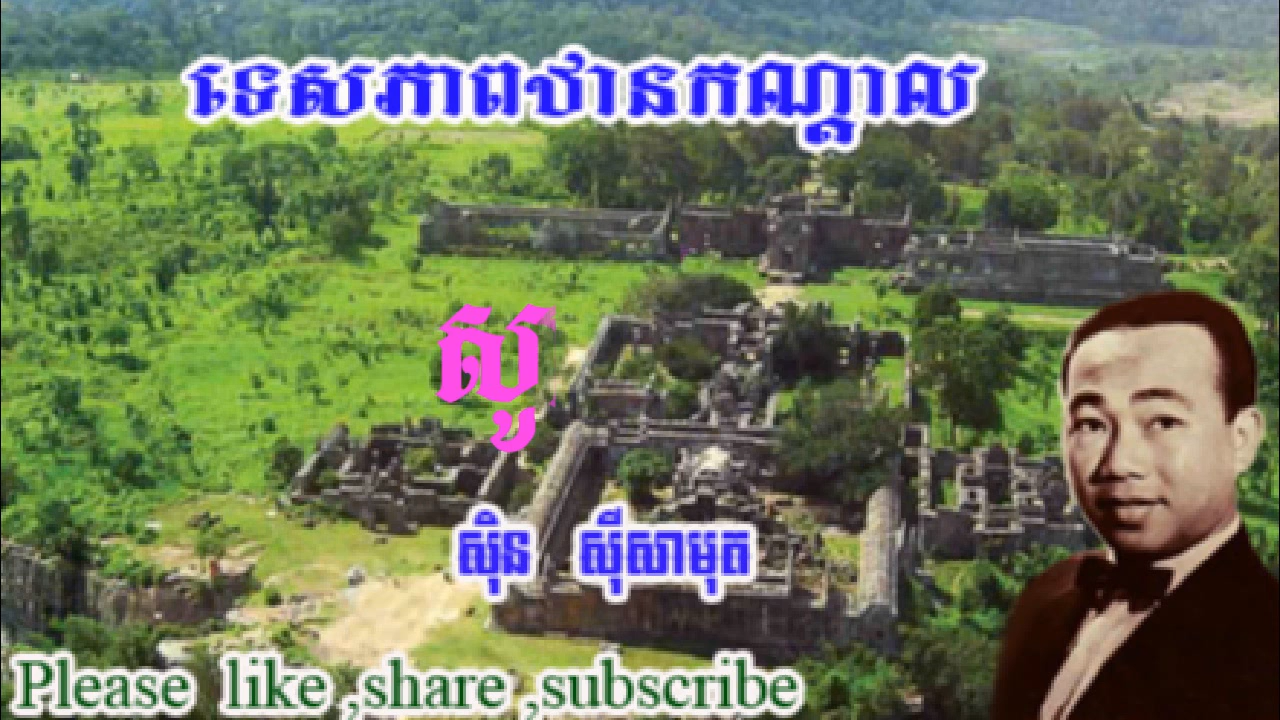 ទេសភាពឋានកណ្ដាល
ស្ង
ស៊ិន ស៊ីសាមុត
Please like ,share ,subscribe